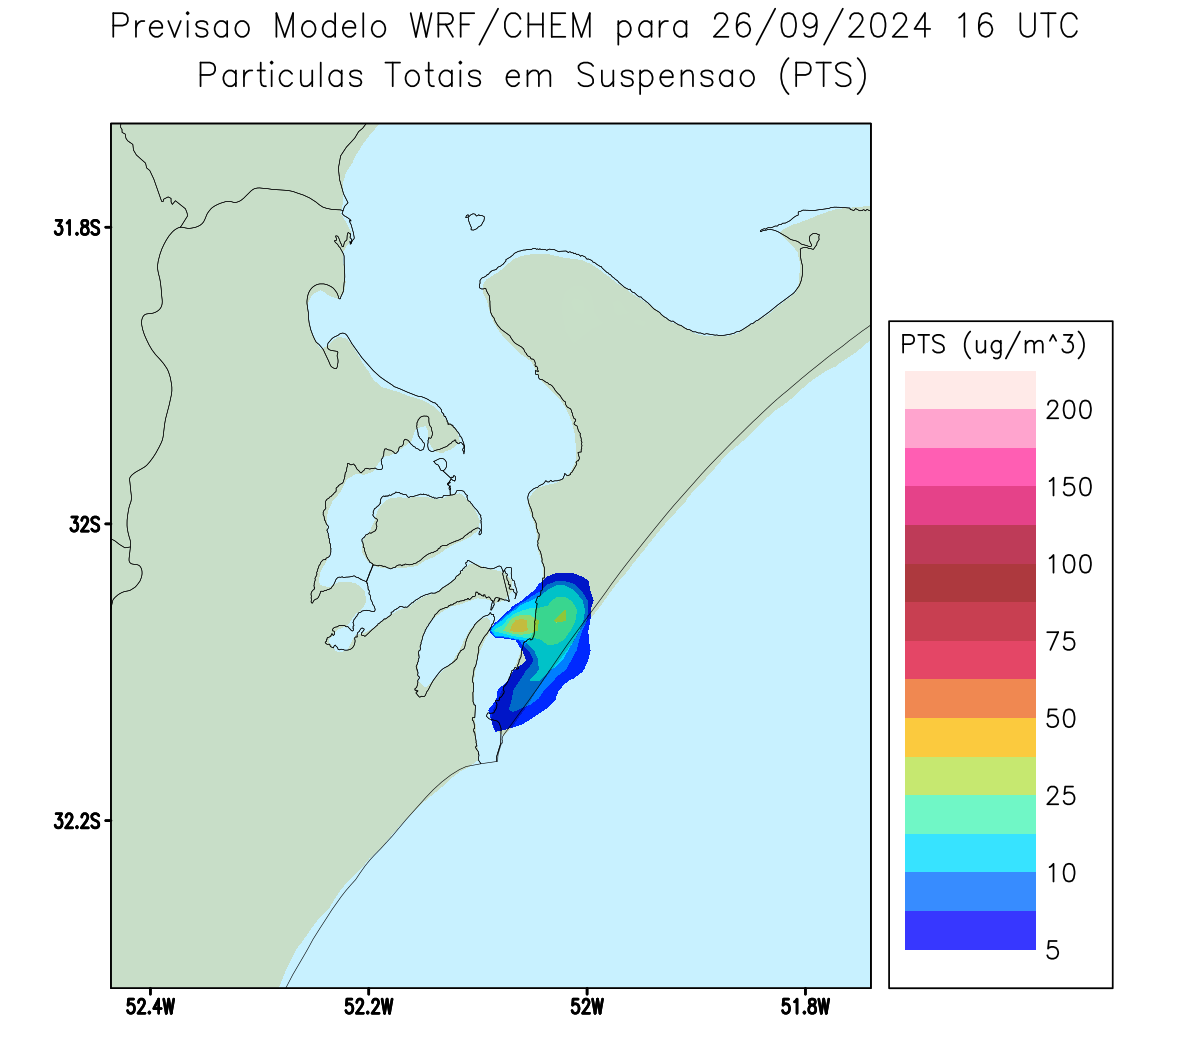 Previsao Modelo WRF/CHEM para 26/09/2024 16 UTC
Particulas Totais em Suspensao (PTS)
31.8S
32S
32.2S
52.4W
52.2W
52W
51.8W
PTS (ug/m^3)
200
150
100
75
50
25
10
5